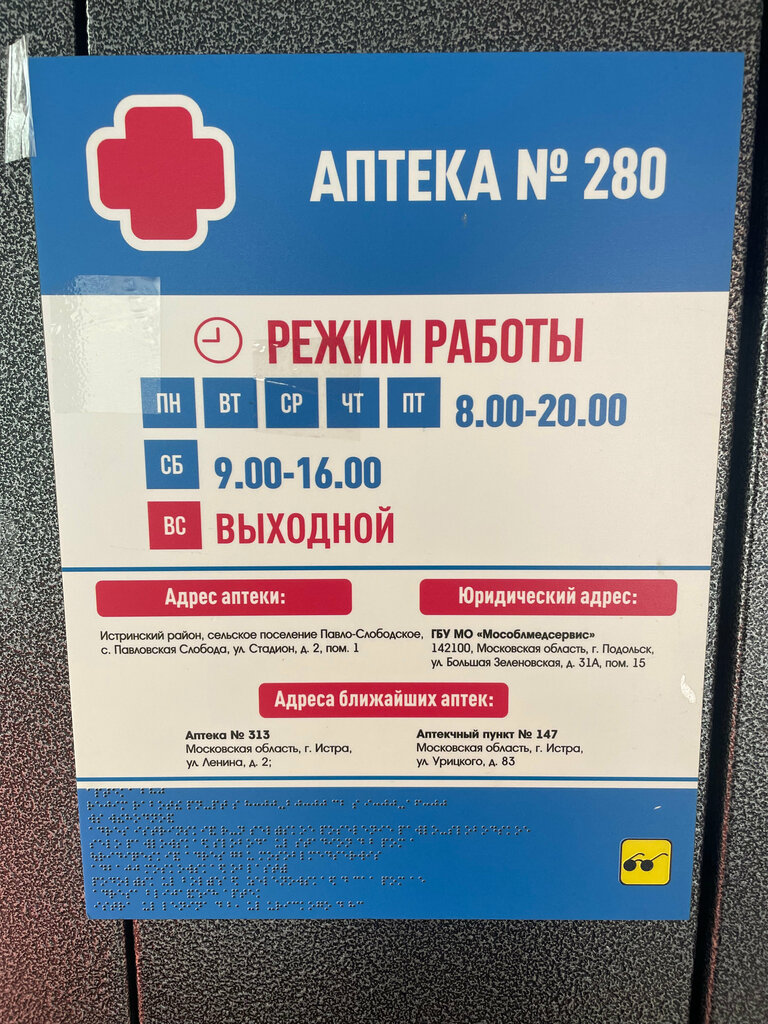 АПТЕКА № 280
РЕЖИМ РАБОТЫ
ПН ВТ СР ЧТ ПТ 8.00-20.00
СБ 9.00-16.00
ВС ВЫХОДНОЙ
Адрес аптеки:
Истринский район, сельское поселение Павло-Слободское,
с. Павловская Слобода, ул. Стадион, д. 2, пом. 1
Юридический адрес:
ГБУ МО «Мособлмедсервис»
142100, Московская область, г. Подольск,
ул. Большая Зеленовская, д. 31А, пом. 15
Адреса ближайших аптек:
Аптека № 313
Московская область, г. Истра,
ул. Ленина, д. 2;
Аптечный пункт № 147
Московская область, г. Истра,
ул. Урицкого, д. 83